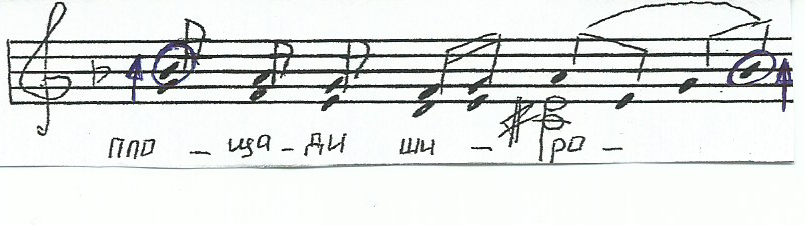 пло - ща - ди ши - ро -